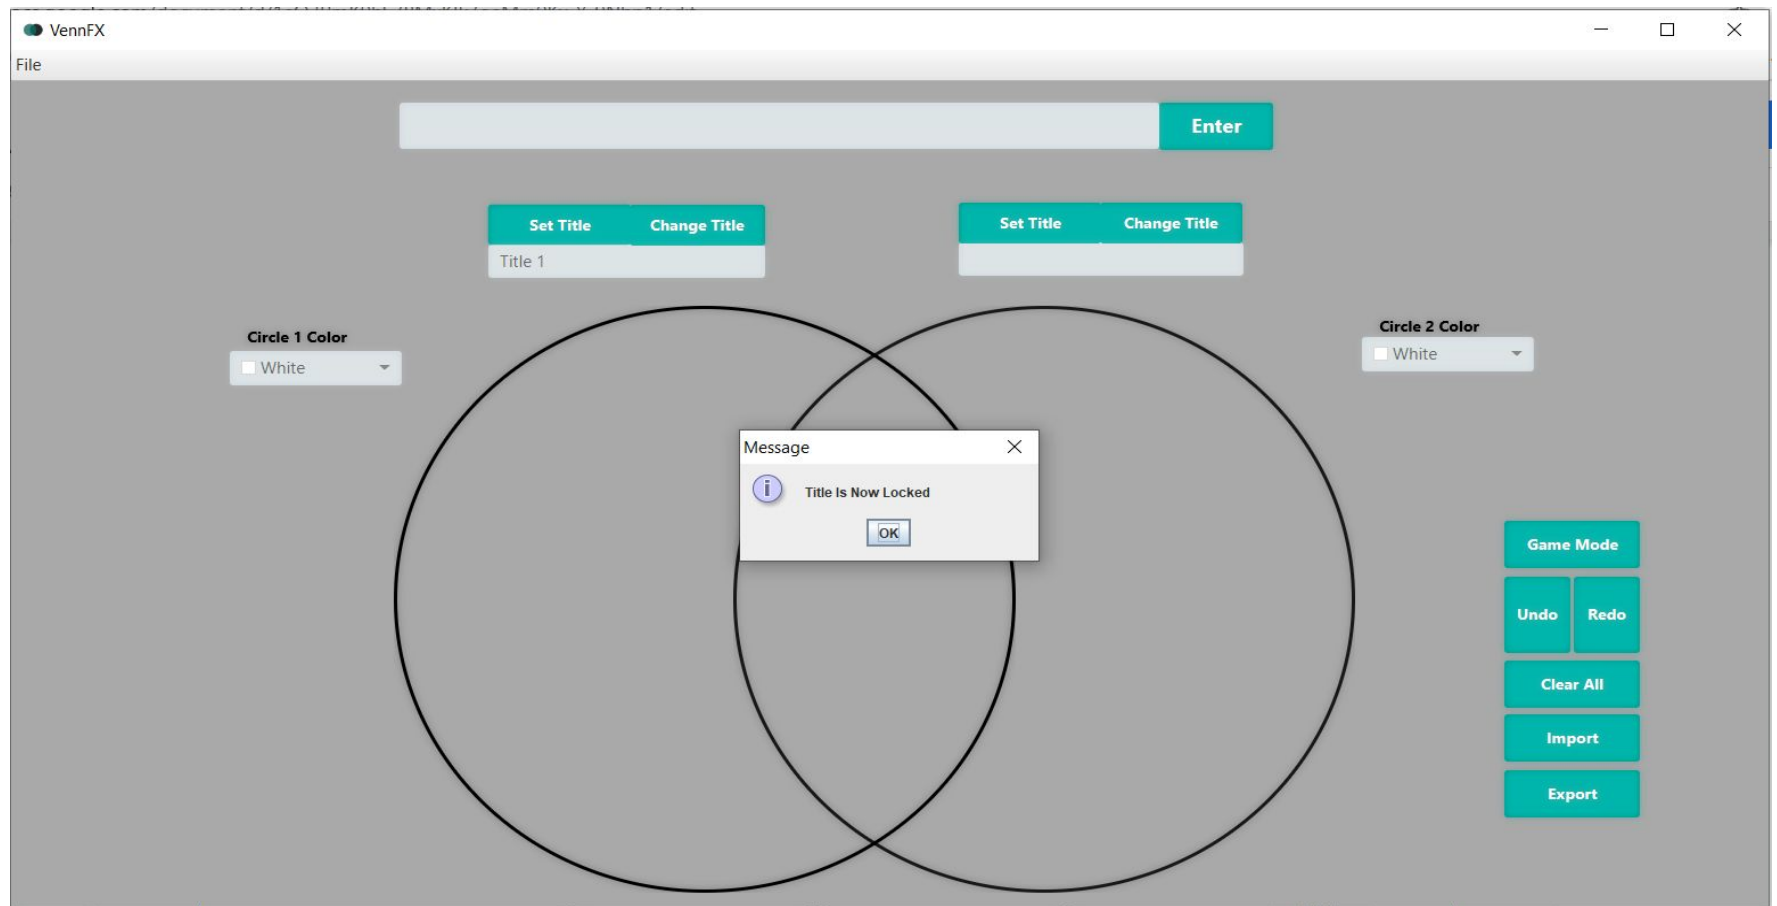 VennFX
File
Enter
Set Title Change Title
Title 1
Set Title Change Title
Circle 1 Color
White
Circle 2 Color
White
Message
Title Is Now Locked
OK
Game Mode
Undo Redo
Clear All
Import
Export